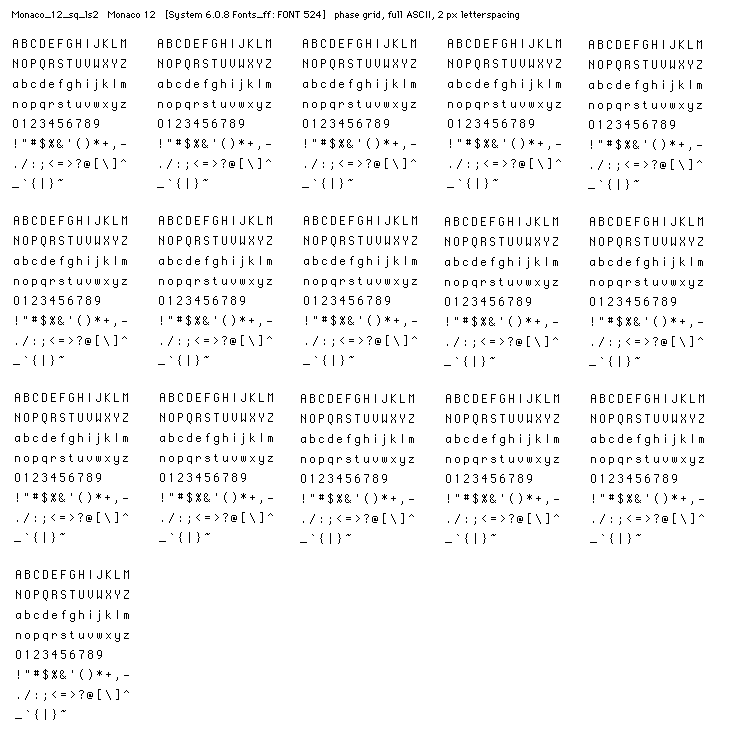 Monaco_12_sq_ls2   Monaco 12   [System 6.0.8 Fonts_ff: FONT 524]   phase grid, full ASCII, 2 px letterspacing
ABCDEFGHIJKLM
NOPQRSTUVWXYZ
abcdefghijklm
nopqrstuvwxyz
0123456789
!"#$%&'()*+,-
./:;<=>?@[\]^
_`{|}~
ABCDEFGHIJKLM
NOPQRSTUVWXYZ
abcdefghijklm
nopqrstuvwxyz
0123456789
!"#$%&'()*+,-
./:;<=>?@[\]^
_`{|}~
ABCDEFGHIJKLM
NOPQRSTUVWXYZ
abcdefghijklm
nopqrstuvwxyz
0123456789
!"#$%&'()*+,-
./:;<=>?@[\]^
_`{|}~
ABCDEFGHIJKLM
NOPQRSTUVWXYZ
abcdefghijklm
nopqrstuvwxyz
0123456789
!"#$%&'()*+,-
./:;<=>?@[\]^
_`{|}~
ABCDEFGHIJKLM
NOPQRSTUVWXYZ
abcdefghijklm
nopqrstuvwxyz
0123456789
!"#$%&'()*+,-
./:;<=>?@[\]^
_`{|}~
ABCDEFGHIJKLM
NOPQRSTUVWXYZ
abcdefghijklm
nopqrstuvwxyz
0123456789
!"#$%&'()*+,-
./:;<=>?@[\]^
_`{|}~
ABCDEFGHIJKLM
NOPQRSTUVWXYZ
abcdefghijklm
nopqrstuvwxyz
0123456789
!"#$%&'()*+,-
./:;<=>?@[\]^
_`{|}~
ABCDEFGHIJKLM
NOPQRSTUVWXYZ
abcdefghijklm
nopqrstuvwxyz
0123456789
!"#$%&'()*+,-
./:;<=>?@[\]^
_`{|}~
ABCDEFGHIJKLM
NOPQRSTUVWXYZ
abcdefghijklm
nopqrstuvwxyz
0123456789
!"#$%&'()*+,-
./:;<=>?@[\]^
_`{|}~
ABCDEFGHIJKLM
NOPQRSTUVWXYZ
abcdefghijklm
nopqrstuvwxyz
0123456789
!"#$%&'()*+,-
./:;<=>?@[\]^
_`{|}~
ABCDEFGHIJKLM
NOPQRSTUVWXYZ
abcdefghijklm
nopqrstuvwxyz
0123456789
!"#$%&'()*+,-
./:;<=>?@[\]^
_`{|}~
ABCDEFGHIJKLM
NOPQRSTUVWXYZ
abcdefghijklm
nopqrstuvwxyz
0123456789
!"#$%&'()*+,-
./:;<=>?@[\]^
_`{|}~
ABCDEFGHIJKLM
NOPQRSTUVWXYZ
abcdefghijklm
nopqrstuvwxyz
0123456789
!"#$%&'()*+,-
./:;<=>?@[\]^
_`{|}~
ABCDEFGHIJKLM
NOPQRSTUVWXYZ
abcdefghijklm
nopqrstuvwxyz
0123456789
!"#$%&'()*+,-
./:;<=>?@[\]^
_`{|}~
ABCDEFGHIJKLM
NOPQRSTUVWXYZ
abcdefghijklm
nopqrstuvwxyz
0123456789
!"#$%&'()*+,-
./:;<=>?@[\]^
_`{|}~
ABCDEFGHIJKLM
NOPQRSTUVWXYZ
abcdefghijklm
nopqrstuvwxyz
0123456789
!"#$%&'()*+,-
./:;<=>?@[\]^
_`{|}~